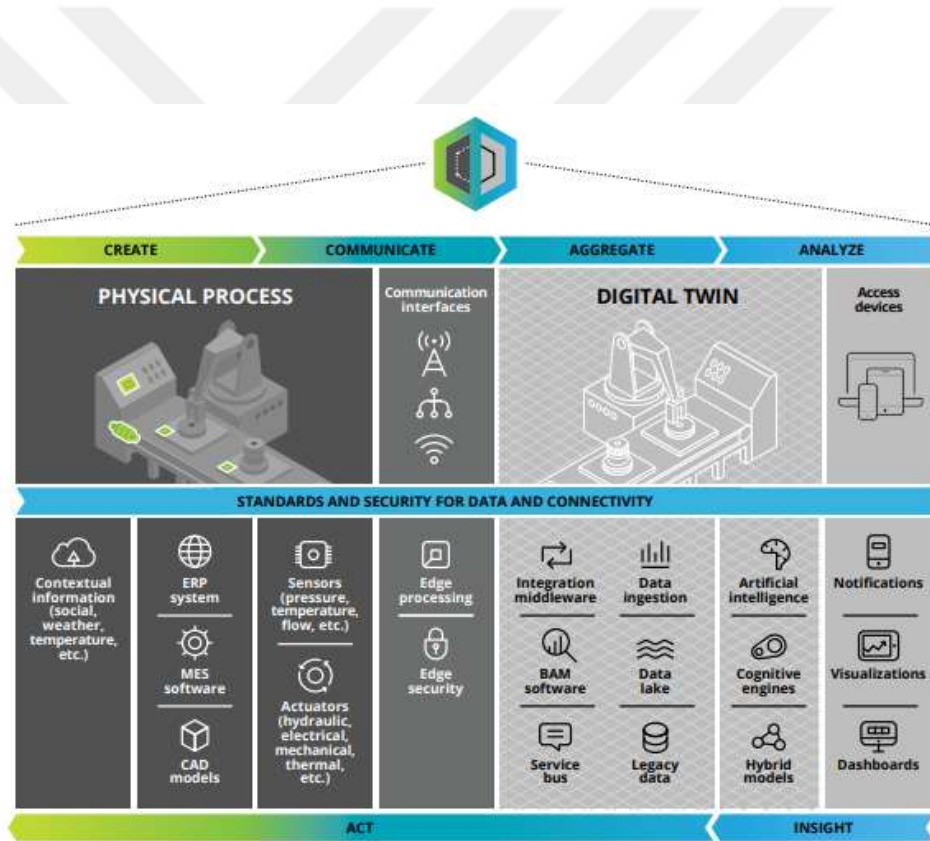 CREATE
COMMUNICATE
AGGREGATE
ANALYZE
PHYSICAL PROCESS
Communication
interfaces
DIGITAL TWIN
Access
devices
STANDARDS AND SECURITY FOR DATA AND CONNECTIVITY
Contextual
information
(social,
weather,
temperature,
etc.)
ERP
system
MES
software
CAD
models
Sensors
(pressure,
temperature,
flow, etc.)
Actuators
(hydraulic,
electrical,
mechanical,
thermal,
etc.)
Edge
processing
Edge
security
Integration
middleware
BAM
software
Service
bus
Data
ingestion
Data
lake
Legacy
data
Artificial
intelligence
Cognitive
engines
Hybrid
models
Notifications
Visualizations
Dashboards
ACT
INSIGHT